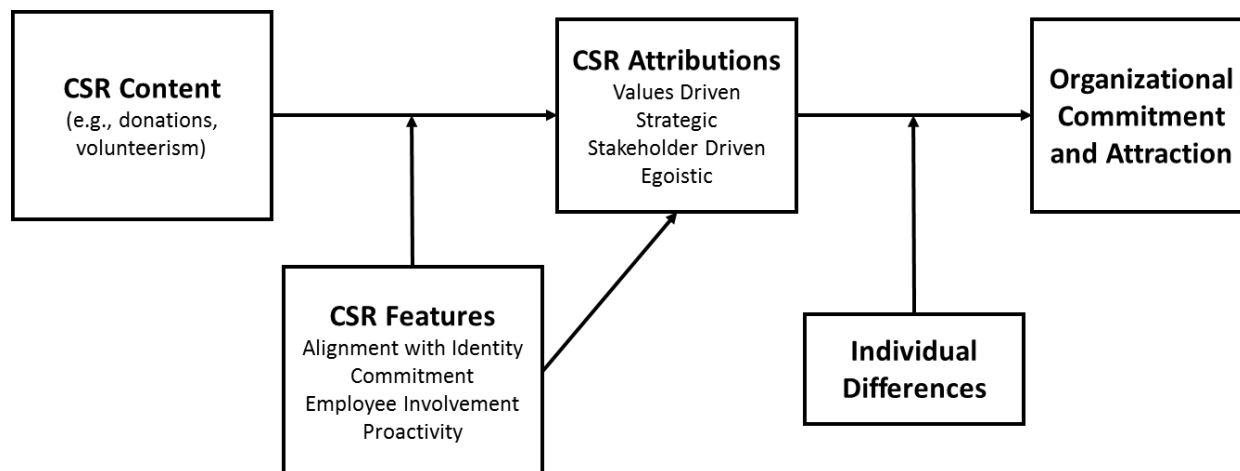 CSR Content
(e.g., donations,
volunteerism)
CSR Attributions
Values Driven
Strategic
Stakeholder Driven
Egoistic
Organizational
Commitment
and Attraction
CSR Features
Alignment with Identity
Commitment
Employee Involvement
Proactivity
Individual
Differences